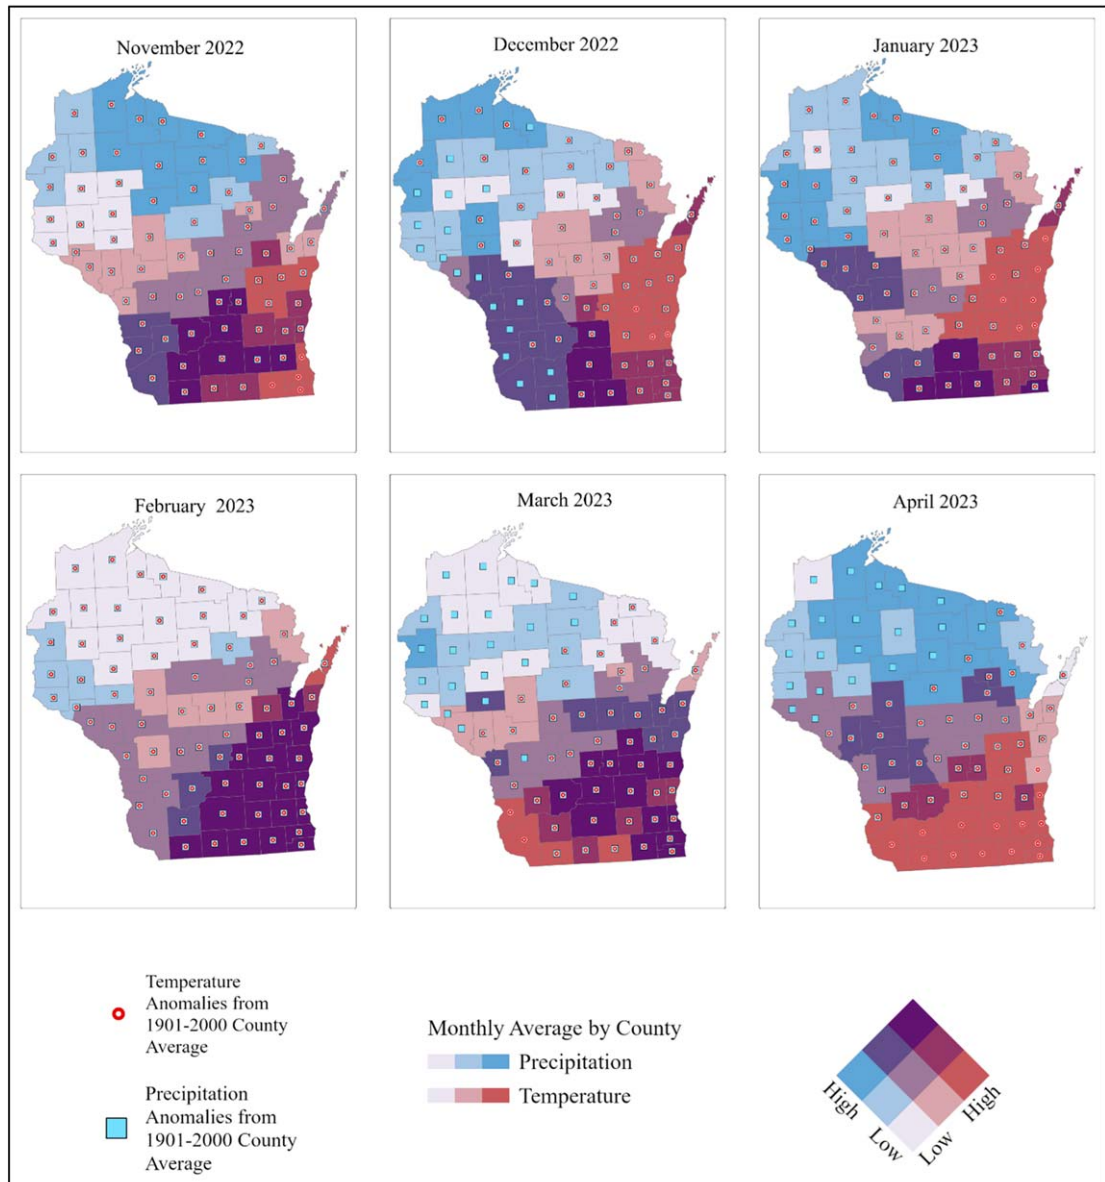 November 2022
December 2022
January 2023
February 2023
March 2023
April 2023
Temperature
Anomalies from
1901-2000 County
Average
Precipitation
Anomalies from
1901-2000 County
Average
Monthly Average by County
Precipitation
Temperature
High
Low
Low
High